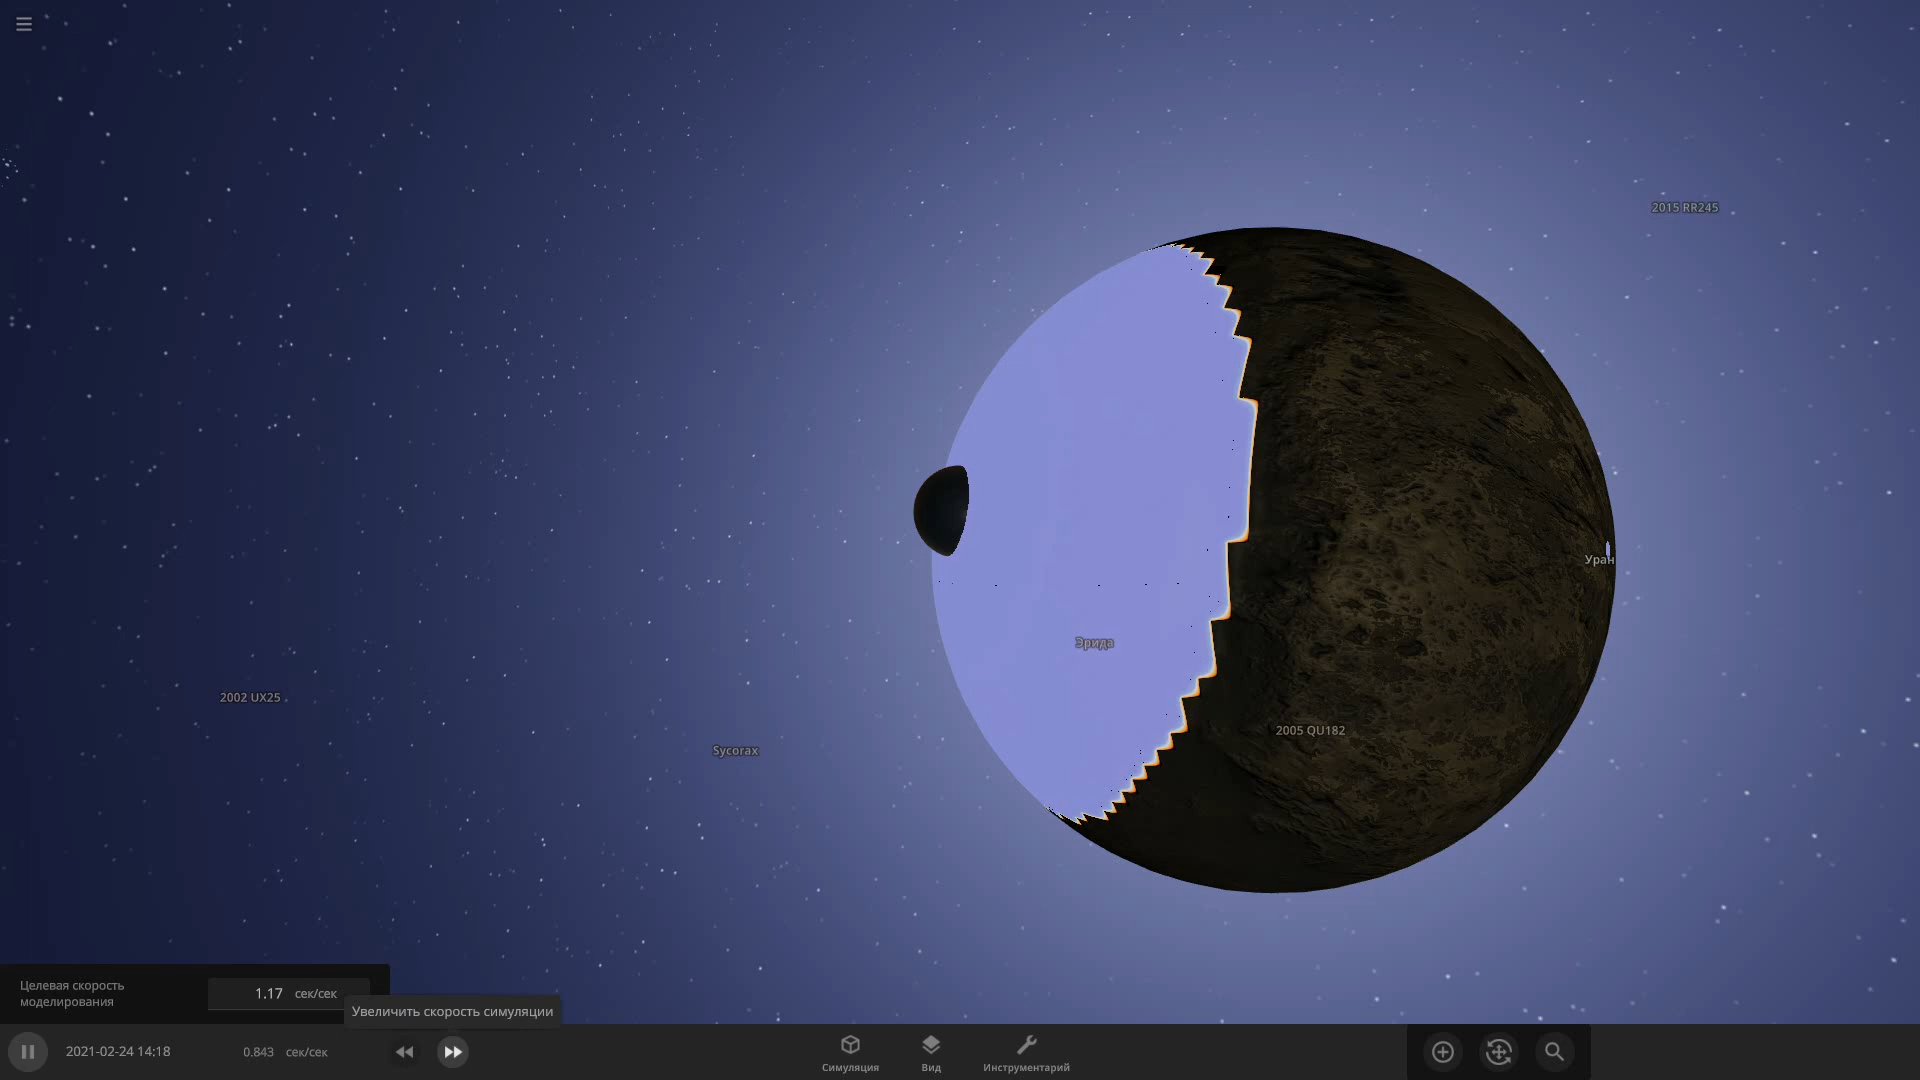 2015 RR245
Уран
Эрида
2002 UX25
2005 QU182
Sycorax
Целевая скорость
моделирования
1.17 сек/сек
Увеличить скорость симуляции
2021-02-24 14:18
0.843 сек/сек
Симуляция
Вид
Инструментарий